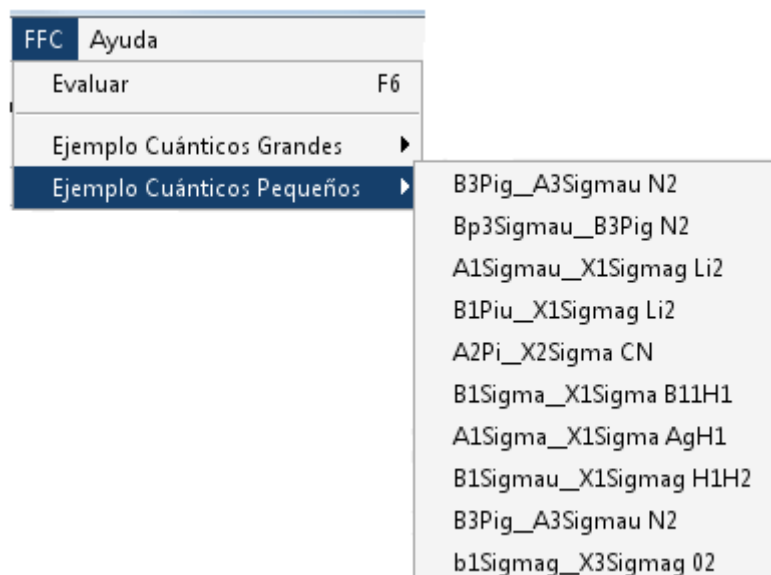 FFC Ayuda
Evaluar F6
Ejemplo Cuánticos Grandes
Ejemplo Cuánticos Pequeños
B3Pig__A3Sigmau N2
Bp3Sigmau__B3Pig N2
A1Sigmau__X1Sigmag Li2
B1Piu__X1Sigmag Li2
A2Pi__X2Sigma CN
B1Sigma__X1Sigma B11H1
A1Sigma__X1Sigma AgH1
B1Sigmau__X1Sigmag H1H2
B3Pig__A3Sigmau N2
b1Sigmag__X3Sigmag 02